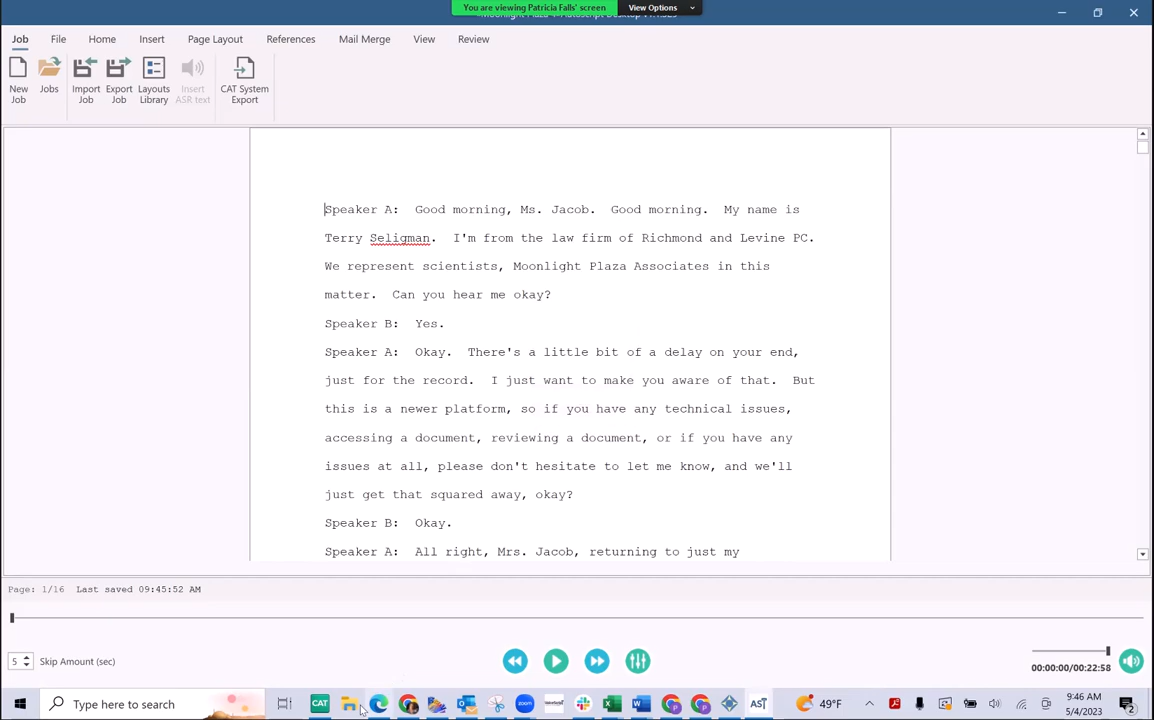 You are viewing Patricia Falls' screen View Options
Job File Home Insert Page Layout References Mail Merge View Review
New Job Jobs Import Job Export Job Layouts Library Insert ASR text CAT System Export
Speaker A: Good morning, Ms. Jacob. Good morning. My name is
Terry Seligman. I'm from the law firm of Richmond and Levine PC.
We represent scientists, Moonlight Plaza Associates in this
matter. Can you hear me okay?
Speaker B: Yes.
Speaker A: Okay. There's a little bit of a delay on your end,
just for the record. I just want to make you aware of that. But
this is a newer platform, so if you have any technical issues,
accessing a document, reviewing a document, or if you have any
issues at all, please don't hesitate to let me know, and we'll
just get that squared away, okay?
Speaker B: Okay.
Speaker A: All right, Mrs. Jacob, returning to just my
Page: 1/16 Last saved 09:45:52 AM
5 Skip Amount (sec)
00:00:00/00:22:58
Type here to search
CAT
zoom
AST
49°F
9:46 AM
5/4/2023
2